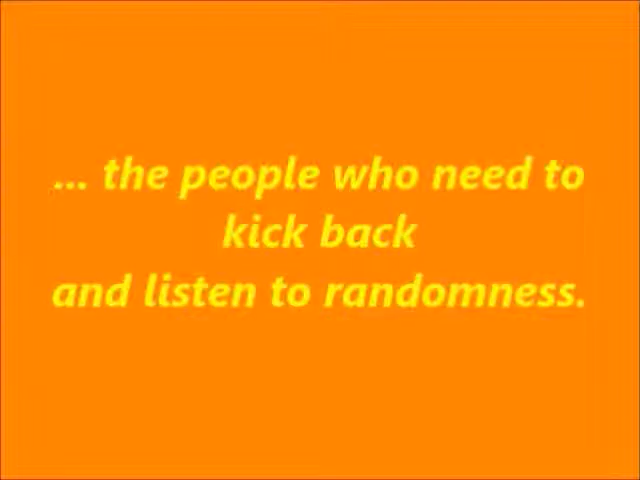 ... the people who need to
kick back
and listen to randomness.